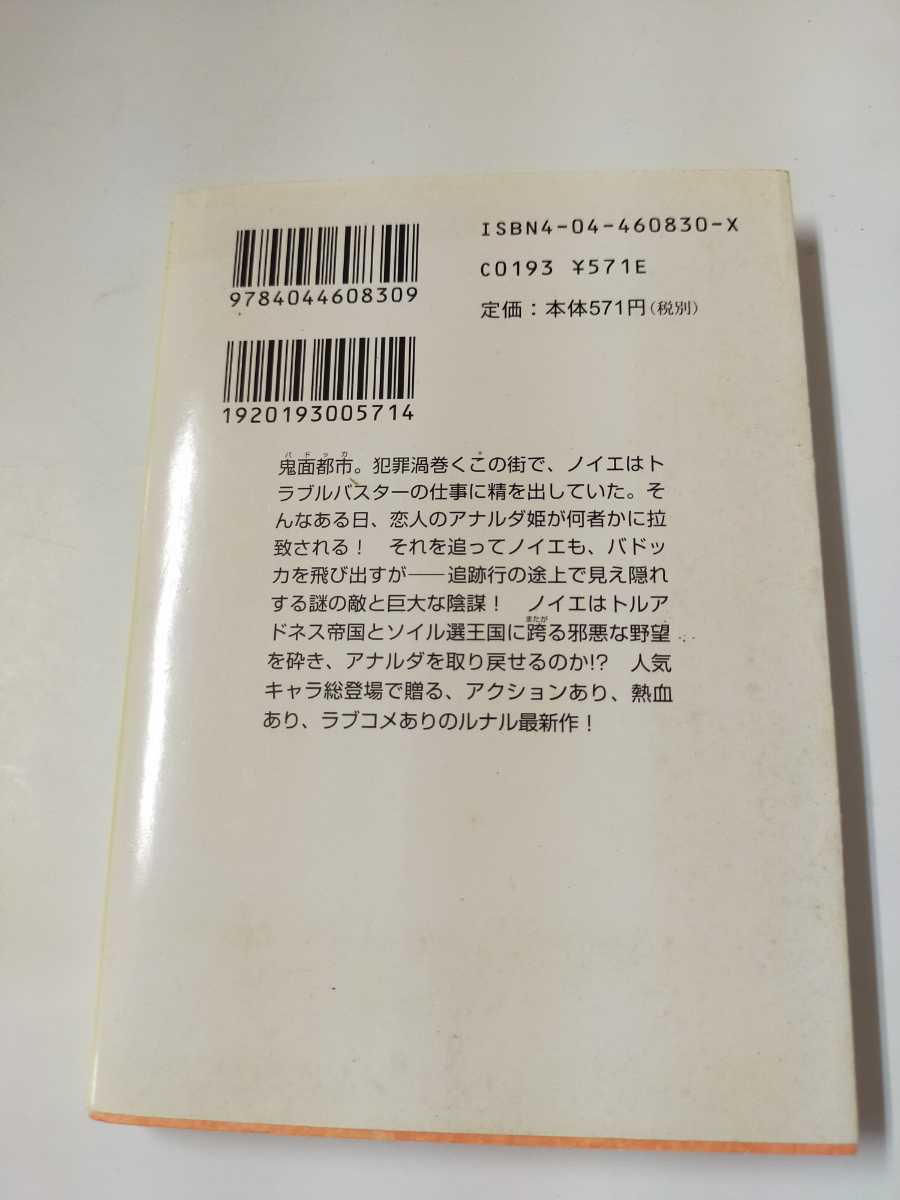 ISBN4-04-460830-X
9784044608309
C0193 ¥571E
定価：本体571円（税別）
1920193005714
バドッカ
鬼面都市。犯罪渦巻くこの街で、ノイエはト
ラブルバスターの仕事に精を出していた。そ
んなある日、恋人のアナルダ姫が何者かに拉
致される！　それを追ってノイエも、バドッ
カを飛び出すが――追跡行の途上で見え隠れ
する謎の敵と巨大な陰謀！　ノイエはトルア
またが
ドネス帝国とソイル選王国に跨る邪悪な野望
を砕き、アナルダを取り戻せるのか!?　人気
キャラ総登場で贈る、アクションあり、熱血
あり、ラブコメありのルナル最新作！